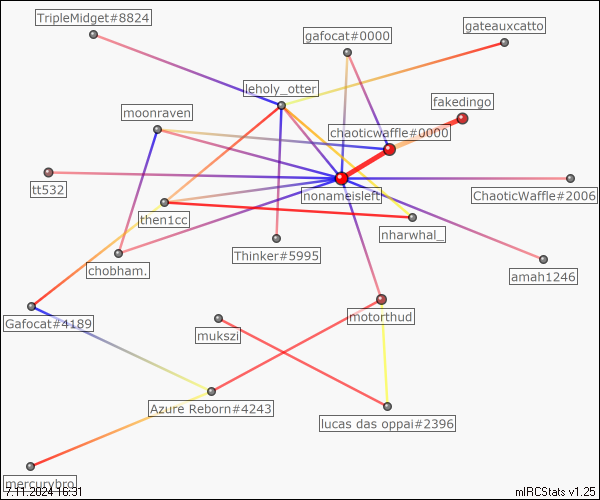 TripleMidget#8824
gateauxcatto
gafocat#0000
leholy_otter
fakedingo
moonraven
chaoticwaffle#0000
tt532
nonameisleft
ChaoticWaffle#2006
then1cc
nharwhal_
Thinker#5995
chobham.
amah1246
motorthud
Gafocat#4189
mukszi
Azure Reborn#4243
lucas das oppai#2396
mercurybro
7.11.2024 16:31
mIRCStats v1.25